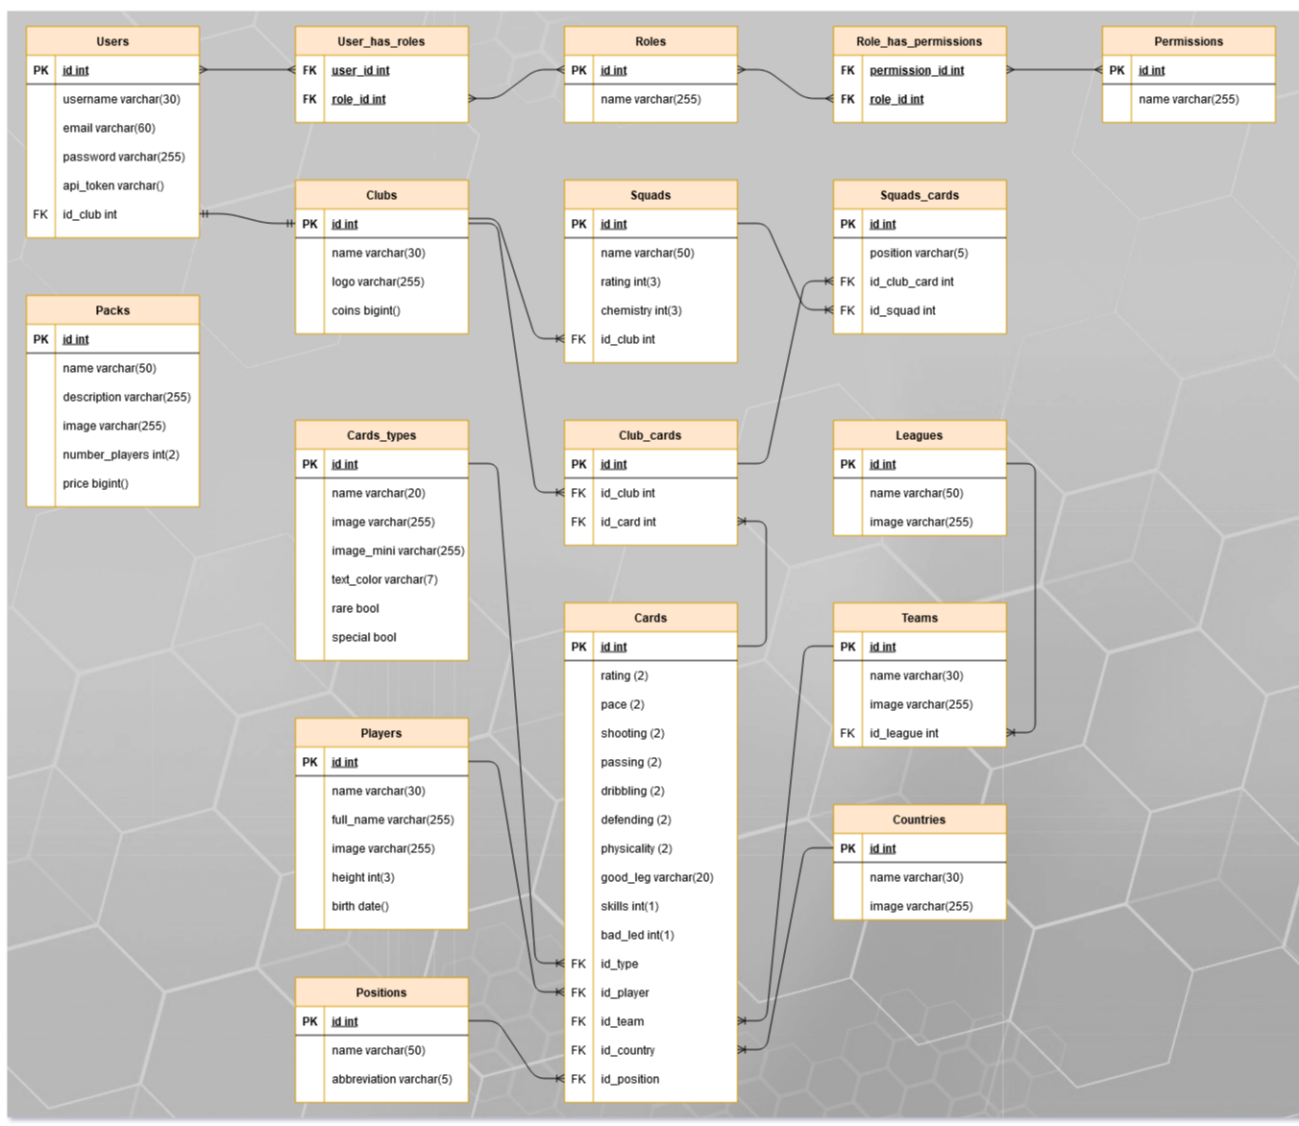 Users
PK id int
username varchar(30)
email varchar(60)
password varchar(255)
api_token varchar()
FK id_club int
User_has_roles
FK user_id int
FK role_id int
Roles
PK id int
name varchar(255)
Role_has_permissions
FK permission_id int
FK role_id int
Permissions
PK id int
name varchar(255)
Clubs
PK id int
name varchar(30)
logo varchar(255)
coins bigint()
Squads
PK id int
name varchar(50)
rating int(3)
chemistry int(3)
FK id_club int
Squads_cards
PK id int
position varchar(5)
FK id_club_card int
FK id_squad int
Packs
PK id int
name varchar(50)
description varchar(255)
image varchar(255)
number_players int(2)
price bigint()
Cards_types
PK id int
name varchar(20)
image varchar(255)
image_mini varchar(255)
text_color varchar(7)
rare bool
special bool
Club_cards
PK id int
FK id_club int
FK id_card int
Leagues
PK id int
name varchar(50)
image varchar(255)
Cards
PK id int
rating (2)
pace (2)
shooting (2)
passing (2)
dribbling (2)
defending (2)
physicality (2)
good_leg varchar(20)
skills int(1)
bad_led int(1)
FK id_type
FK id_player
FK id_team
FK id_country
FK id_position
Teams
PK id int
name varchar(30)
image varchar(255)
FK id_league int
Players
PK id int
name varchar(30)
full_name varchar(255)
image varchar(255)
height int(3)
birth date()
Countries
PK id int
name varchar(30)
image varchar(255)
Positions
PK id int
name varchar(50)
abbreviation varchar(5)